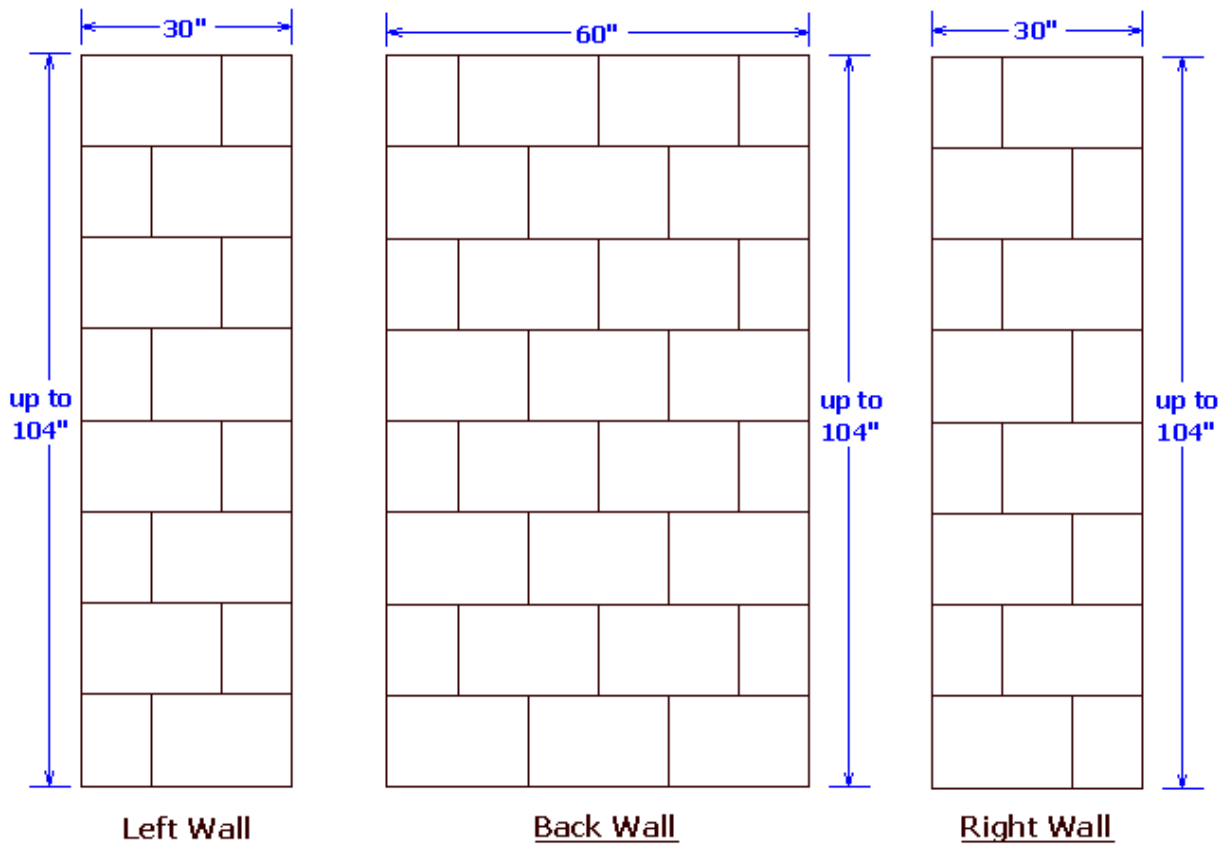 30"
60"
30"
up to
104"
up to
104"
up to
104"
Left Wall
Back Wall
Right Wall